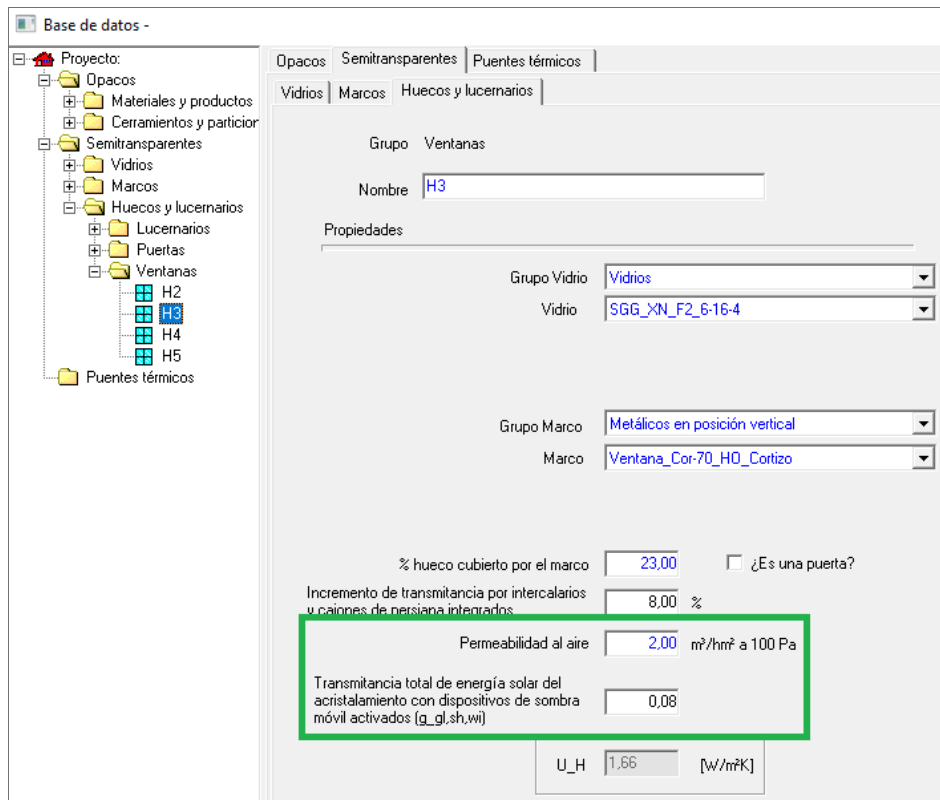 Base de datos -
Proyecto:
Opacos
Materiales y productos
Cerramientos y particior
Semitransparentes
Vidrios
Marcos
Huecos y lucernarios
Lucernarios
Puertas
Ventanas
H2
H3
H4
H5
Puentes térmicos
Opacos Semitransparentes Puentes térmicos
Vidrios Marcos Huecos y lucernarios
Grupo Ventanas
Nombre H3
Propiedades
Grupo Vidrio Vidrios
Vidrio SGG_XN_F2_6-16-4
Grupo Marco Metálicos en posición vertical
Marco Ventana_Cor-70_HO_Cortizo
% hueco cubierto por el marco 23,00 ¿Es una puerta?
Incremento de transmitancia por intercalarios
y cajones de persiana integrados 8,00 %
Permeabilidad al aire 2,00 m³/hm² a 100 Pa
Transmitancia total de energía solar del
acristalamiento con dispositivos de sombra 0,08
móvil activados (g_gl,sh,wi)
U_H 1,66 [W/m²K]